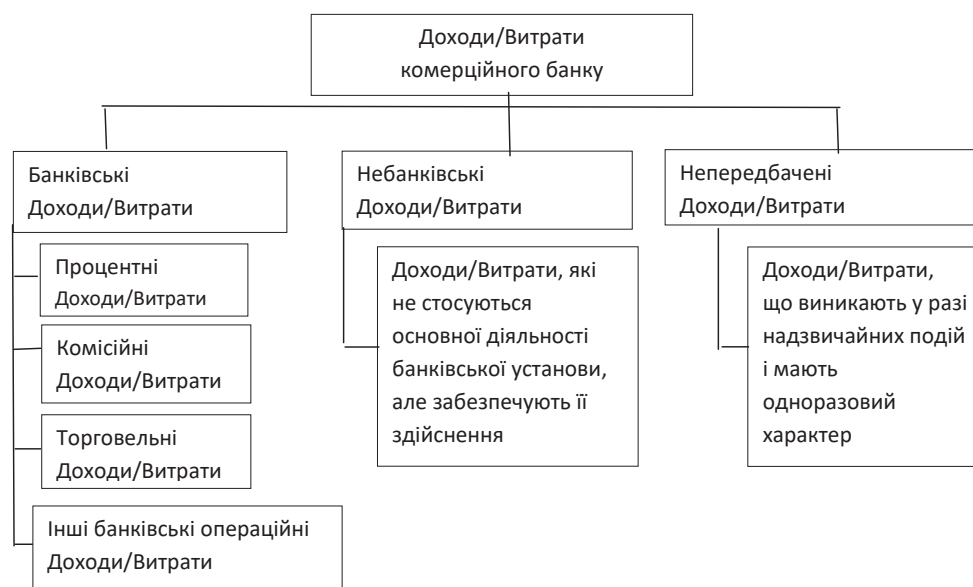 Доходи/Витрати
комерційного банку
Банківські
Доходи/Витрати
Небанківські
Доходи/Витрати
Непередбачені
Доходи/Витрати
Процентні
Доходи/Витрати
Комісійні
Доходи/Витрати
Торговельні
Доходи/Витрати
Інші банківські операційні
Доходи/Витрати
Доходи/Витрати, які
не стосуються
основної діяльності
банківської установи,
але забезпечують її
здійснення
Доходи/Витрати,
що виникають у разі
надзвичайних подій
і мають
одноразовий
характер